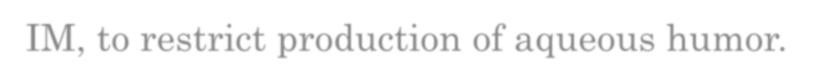 IM, to restrict production of aqueous humor.